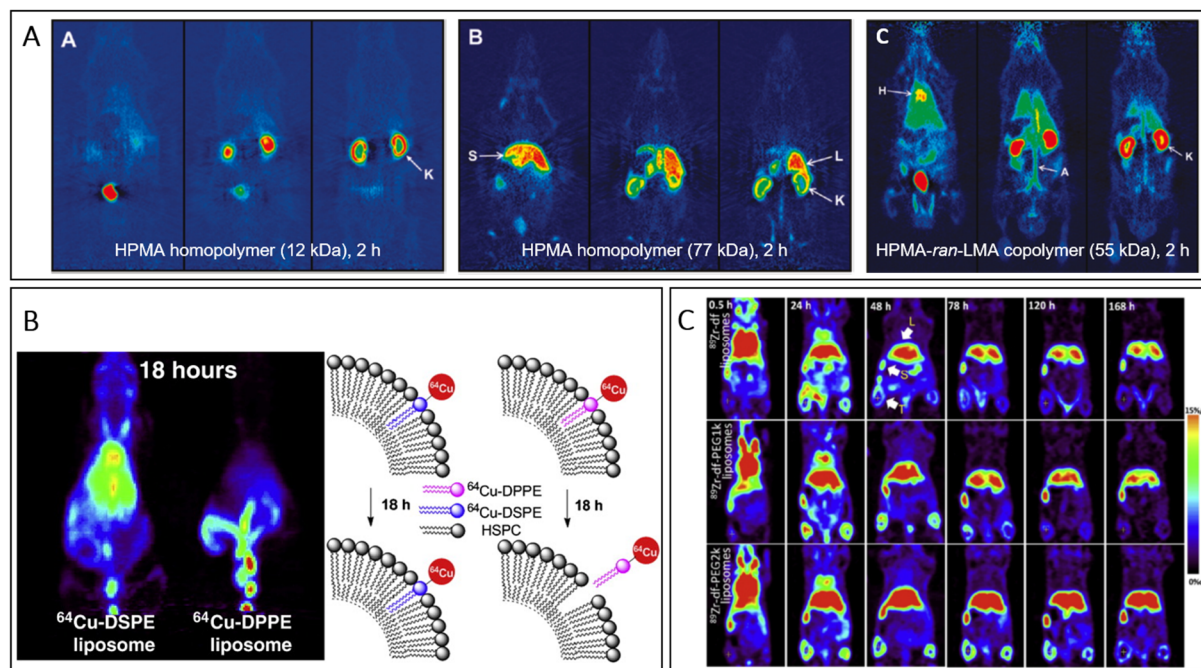 A
A
K
HPMA homopolymer (12 kDa), 2 h
B
S
L
K
HPMA homopolymer (77 kDa), 2 h
C
H
A
K
HPMA-ran-LMA copolymer (55 kDa), 2 h
B
18 hours
64Cu-DSPE
liposome
64Cu-DPPE
liposome
64Cu
64Cu
18 h
64Cu-DPPE
64Cu-DSPE
HSPC
18 h
64Cu
64Cu
C
0.5 h
24 h
48 h
78 h
120 h
168 h
89Zr-df
liposomes
L
S
T
89Zr-df-PEG1k
liposomes
89Zr-df-PEG2k
liposomes